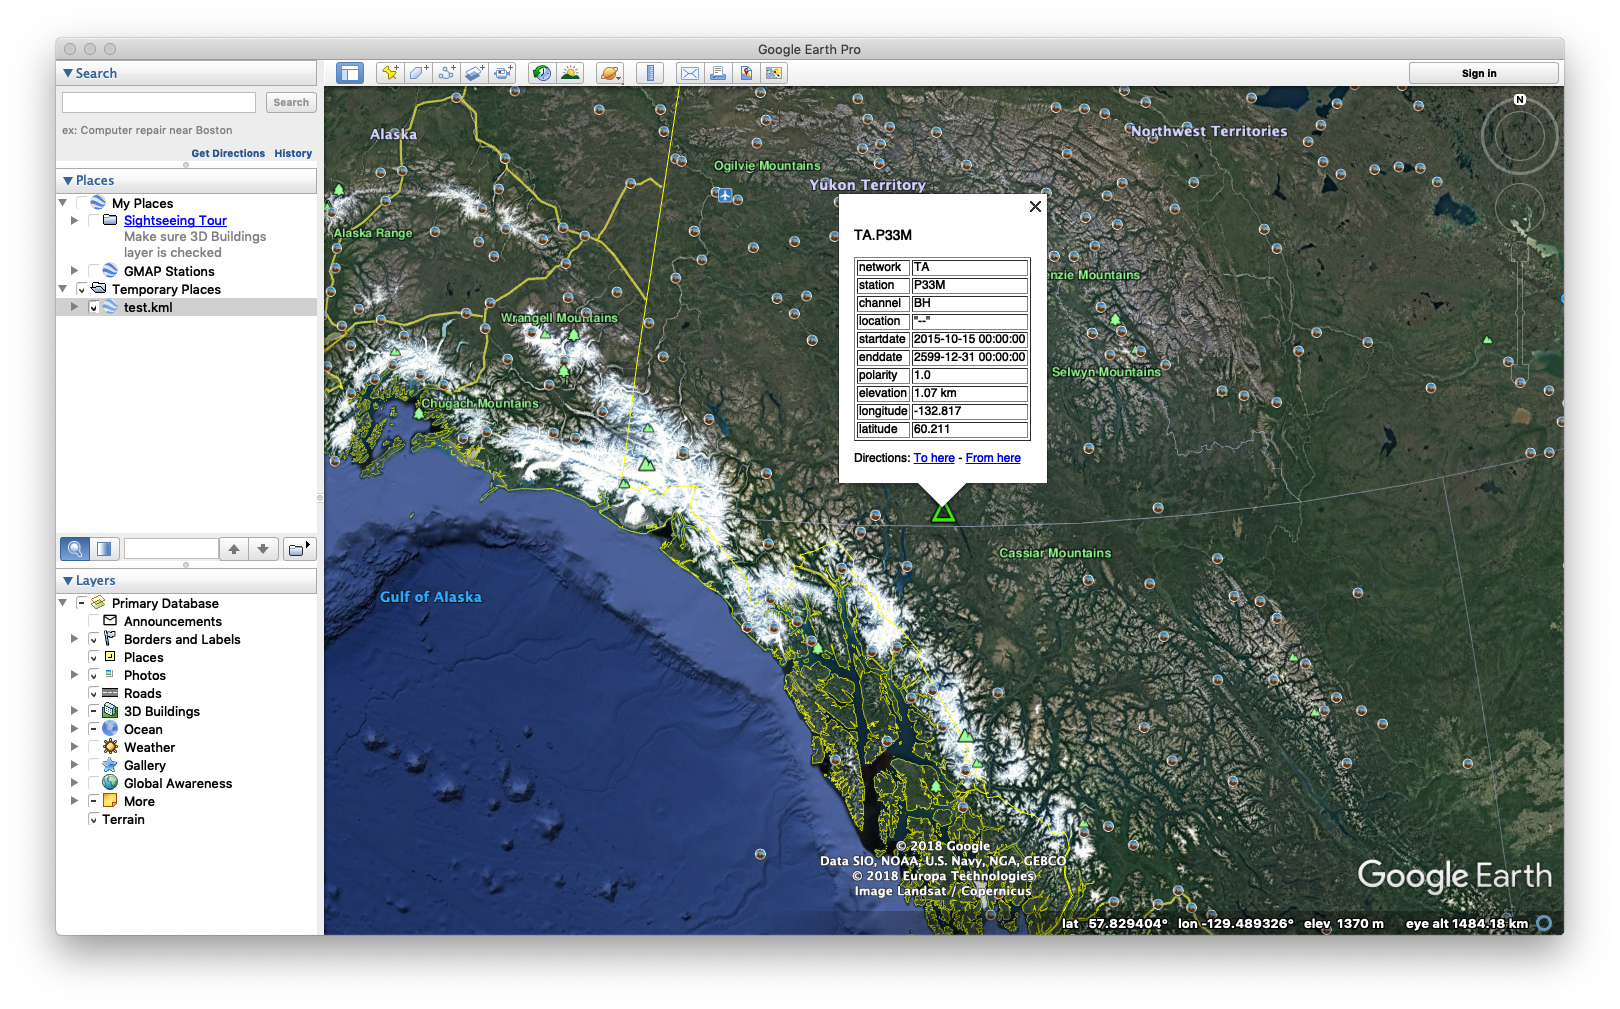 Google Earth Pro
Search
Search
ex: Computer repair near Boston
Get Directions History
Places
My Places
Sightseeing Tour
Make sure 3D Buildings
layer is checked
GMAP Stations
Temporary Places
test.kml
Layers
Primary Database
Announcements
Borders and Labels
Places
Photos
Roads
3D Buildings
Ocean
Weather
Gallery
Global Awareness
More
Terrain
Sign in
N
Alaska
Northwest Territories
Ogilvie Mountains
Yukon Territory
Alaska Range
enzie Mountains
Wrangell Mountains
Selwyn Mountains
Chugach Mountains
Cassiar Mountains
Gulf of Alaska
TA.P33M
network TA
station P33M
channel BH
location "--"
startdate 2015-10-15 00:00:00
enddate 2599-12-31 00:00:00
polarity 1.0
elevation 1.07 km
longitude -132.817
latitude 60.211
Directions: To here - From here
© 2018 Google
Data SIO, NOAA, U.S. Navy, NGA, GEBCO
© 2018 Europa Technologies
Image Landsat / Copernicus
Google Earth
lat 57.829404° lon -129.489326° elev 1370 m eye alt 1484.18 km